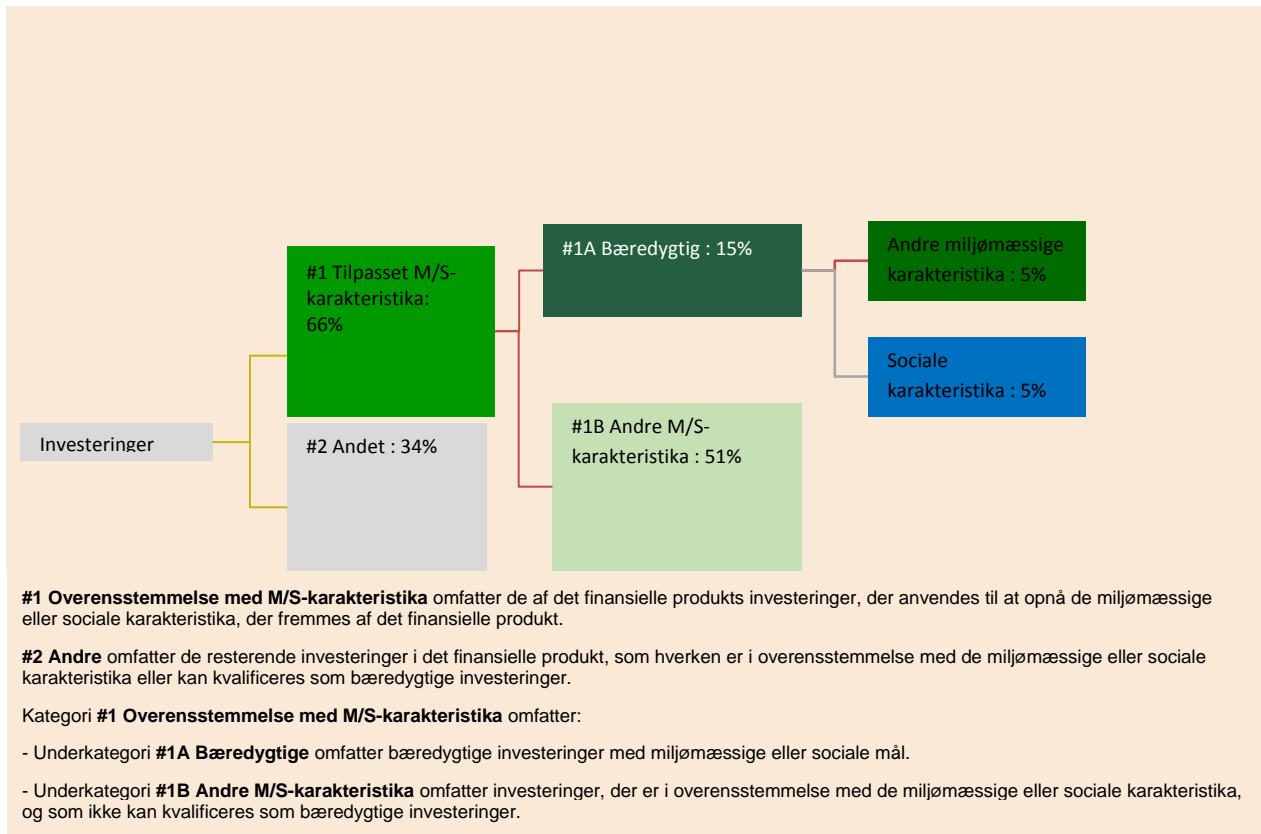 #1A Bæredygtig : 15%
Andre miljømæssige
karakteristika : 5%
#1 Tilpasset M/S-
karakteristika:
66%
Sociale
karakteristika : 5%
#1B Andre M/S-
karakteristika : 51%
Investeringer
#2 Andet : 34%
#1 Overensstemmelse med M/S-karakteristika omfatter de af det finansielle produkts investeringer, der anvendes til at opnå de miljømæssige
eller sociale karakteristika, der fremmes af det finansielle produkt.
#2 Andre omfatter de resterende investeringer i det finansielle produkt, som hverken er i overensstemmelse med de miljømæssige eller sociale
karakteristika eller kan kvalificeres som bæredygtige investeringer.
Kategori #1 Overensstemmelse med M/S-karakteristika omfatter:
- Underkategori #1A Bæredygtige omfatter bæredygtige investeringer med miljømæssige eller sociale mål.
- Underkategori #1B Andre M/S-karakteristika omfatter investeringer, der er i overensstemmelse med de miljømæssige eller sociale karakteristika,
og som ikke kan kvalificeres som bæredygtige investeringer.